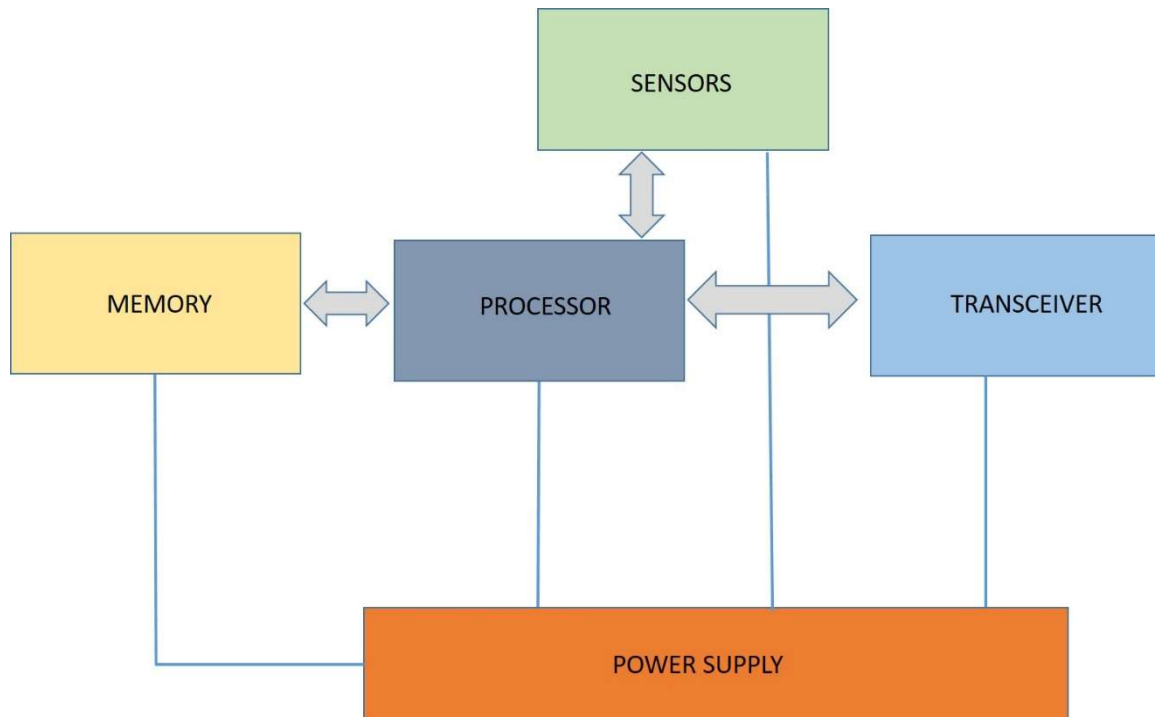 SENSORS
MEMORY
PROCESSOR
TRANSCEIVER
POWER SUPPLY